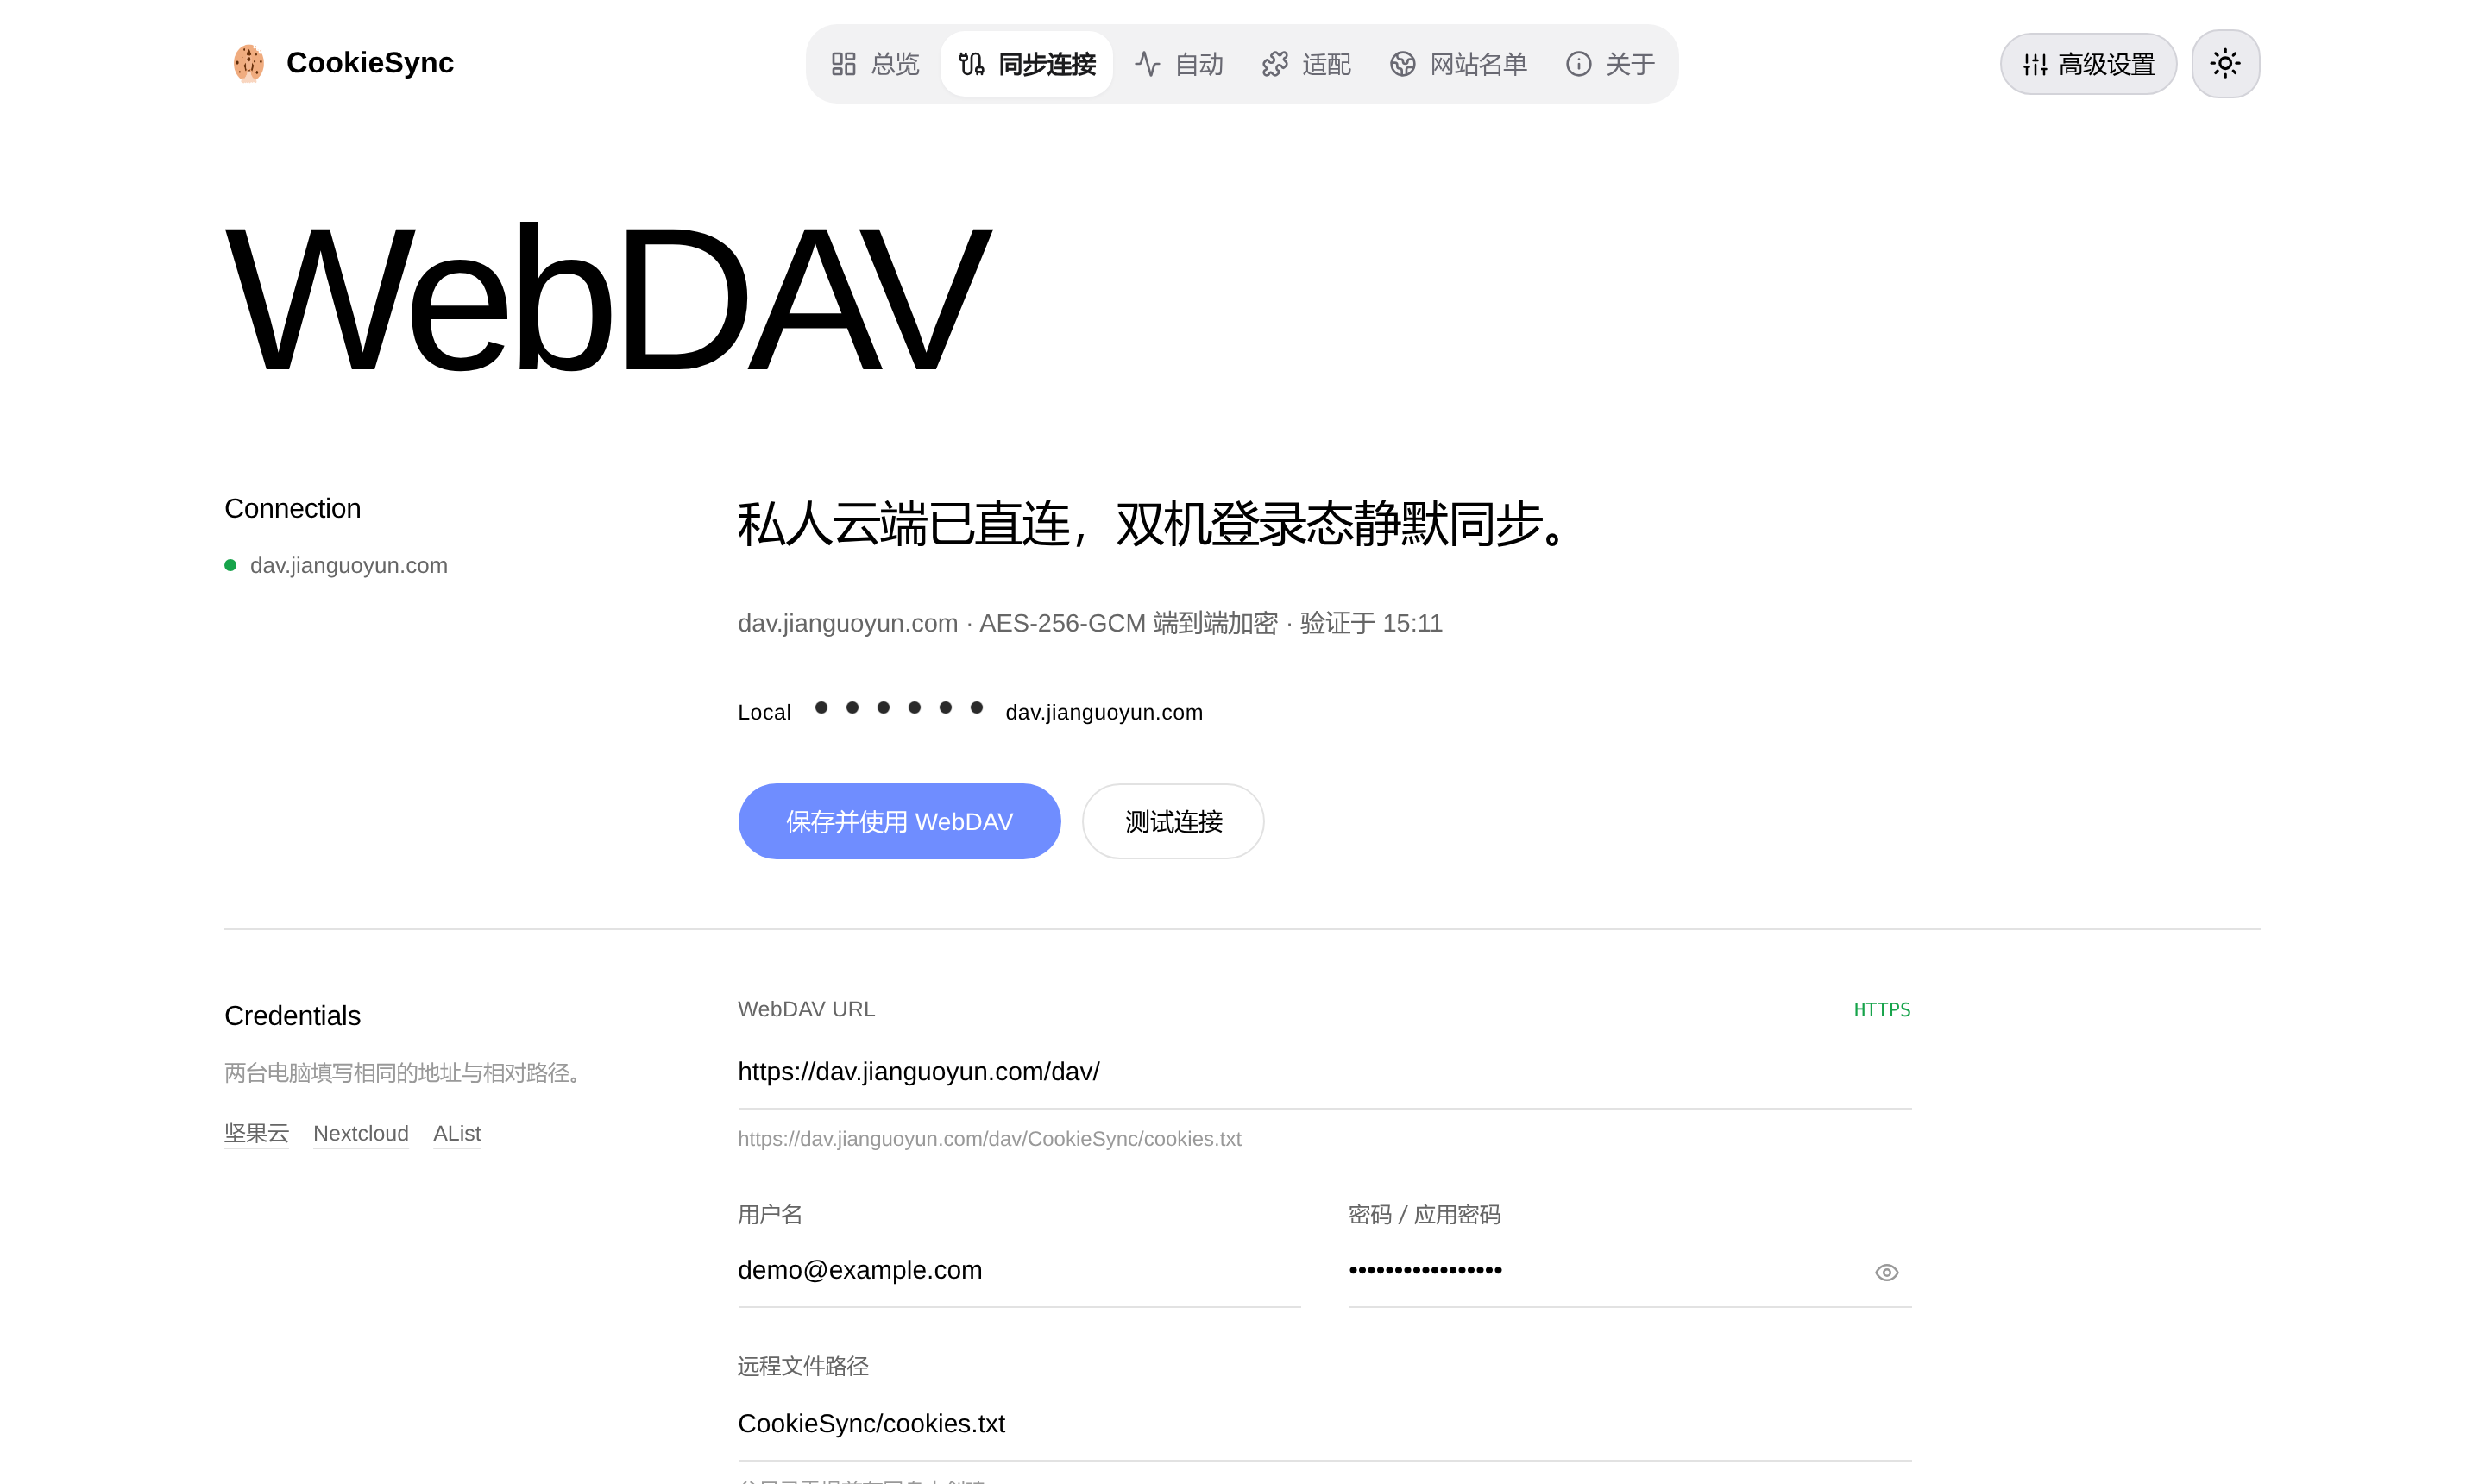 CookieSync
总览 同步连接 自动 适配 网站名单 关于
高级设置
WebDAV
Connection
dav.jianguoyun.com
私人云端已直连，双机登录态静默同步。
dav.jianguoyun.com · AES-256-GCM 端到端加密 · 验证于 15:11
Local dav.jianguoyun.com
保存并使用 WebDAV 测试连接
Credentials
两台电脑填写相同的地址与相对路径。
坚果云 Nextcloud AList
WebDAV URL HTTPS
https://dav.jianguoyun.com/dav/
https://dav.jianguoyun.com/dav/CookieSync/cookies.txt
用户名 密码 / 应用密码
demo@example.com ••••••••••••••••
远程文件路径
CookieSync/cookies.txt